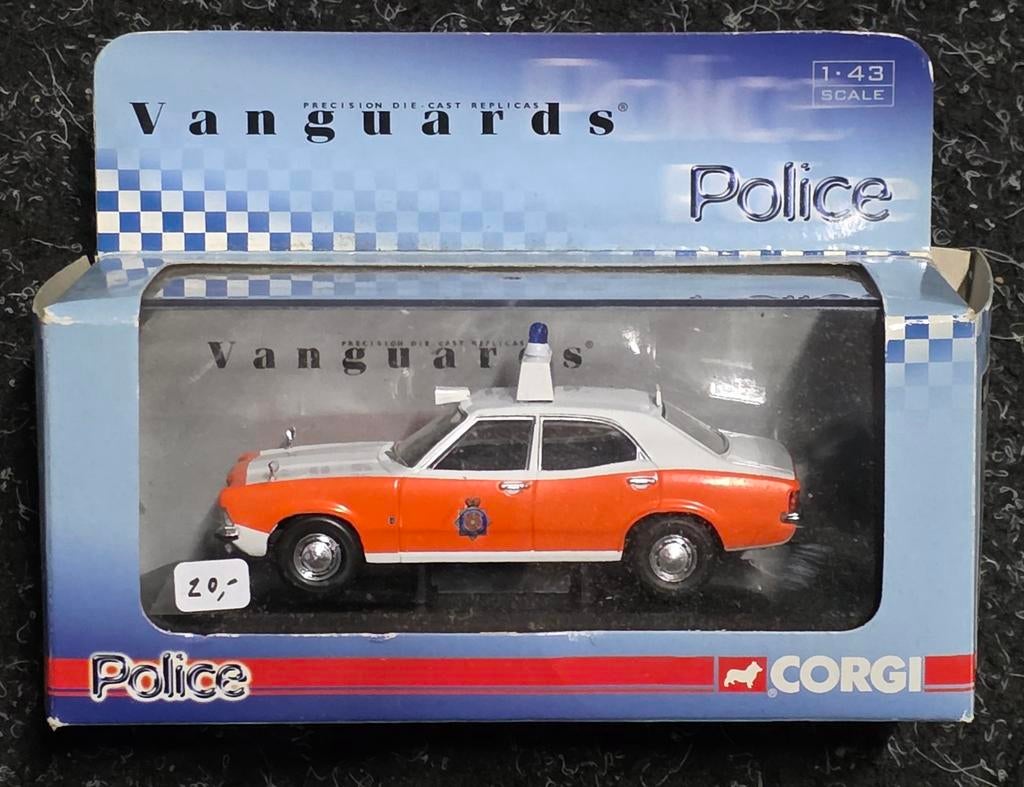 PRECISION DIE-CAST REPLICAS
Vanguards®
1·43
SCALE
Police
PRECISION DIE-CAST REPLICAS
Vanguards®
20,-
Police
CORGI